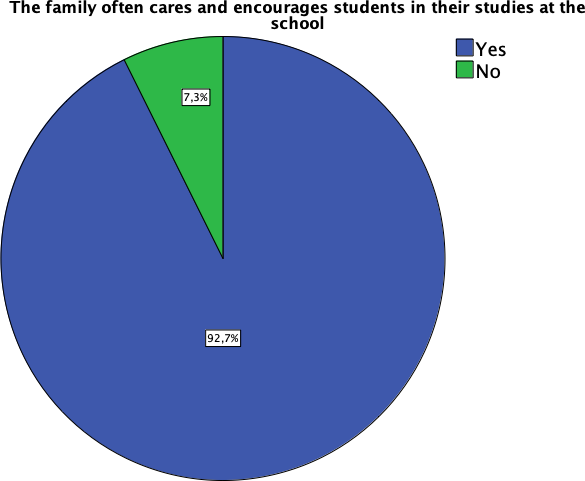 The family often cares and encourages students in their studies at the
school
Yes
No
7,3%
92,7%